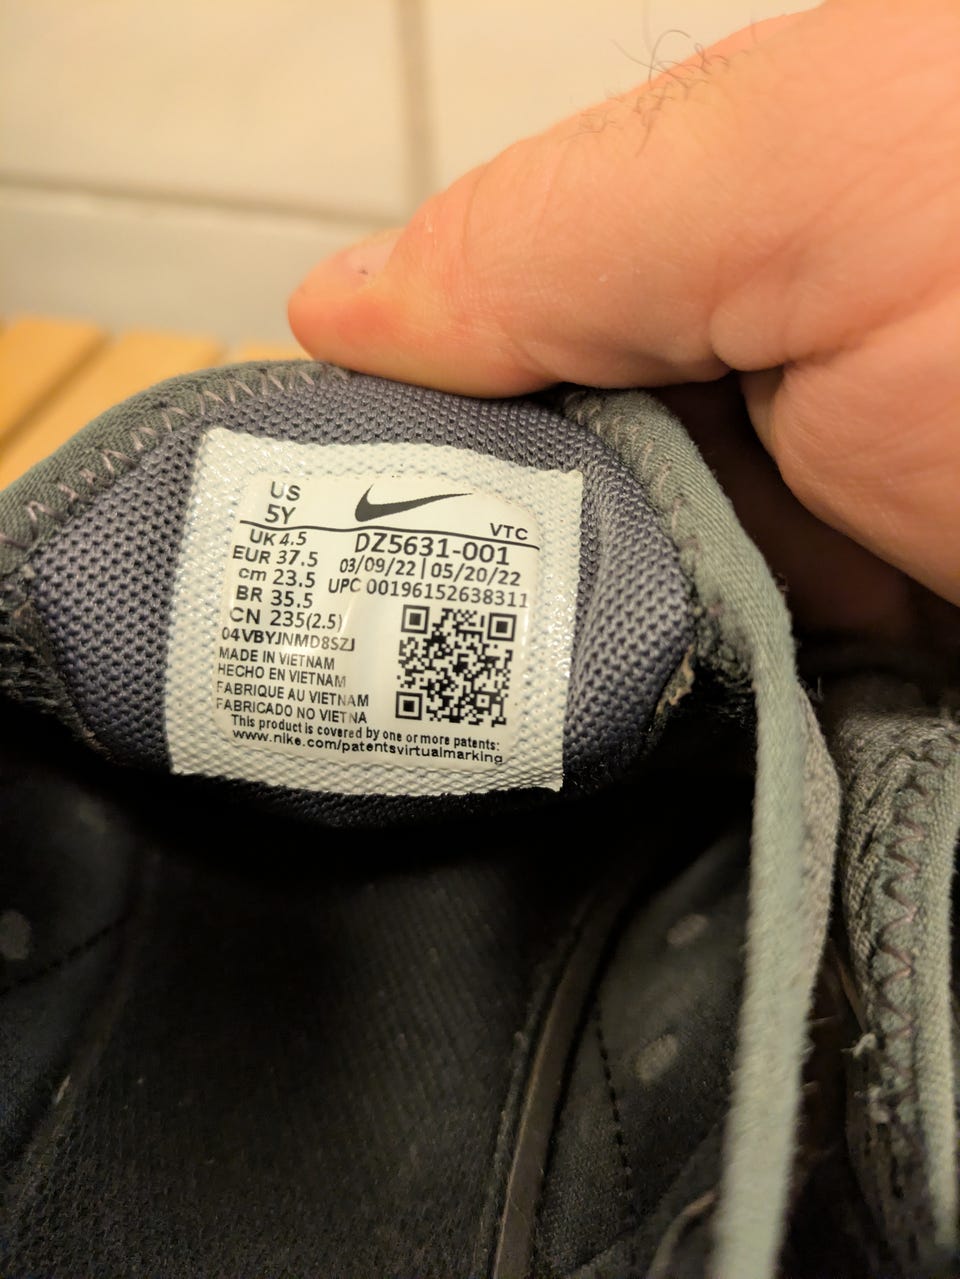 US
5Y
VTC
UK 4.5
DZ5631-001
EUR 37.5
03/09/22 | 05/20/22
cm 23.5
UPC 00196152638311
BR 35.5
CN 235(2.5)
04VBYJNMD8SZJ
MADE IN VIETNAM
HECHO EN VIETNAM
FABRIQUE AU VIETNAM
FABRICADO NO VIETNA
This product is covered by one or more patents:
www.nike.com/patentsvirtualmarking